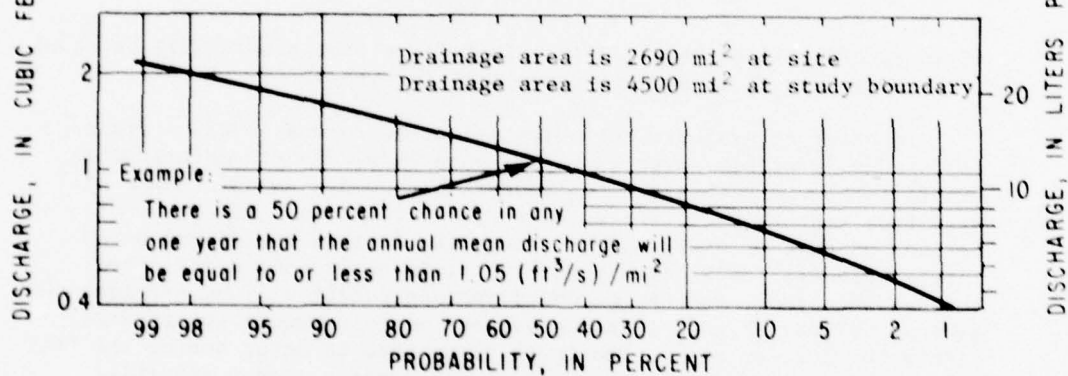 DISCHARGE, IN CUBIC
Drainage area is 2690 mi² at site
Drainage area is 4500 mi² at study boundary
2
1
0 4
20
10
Example:
There is a 50 percent chance in any
one year that the annual mean discharge will
be equal to or less than 1.05 (ft³/s) /mi²
99 98 95 90 80 70 60 50 40 30 20 10 5 2 1
PROBABILITY, IN PERCENT
DISCHARGE, IN LITERS